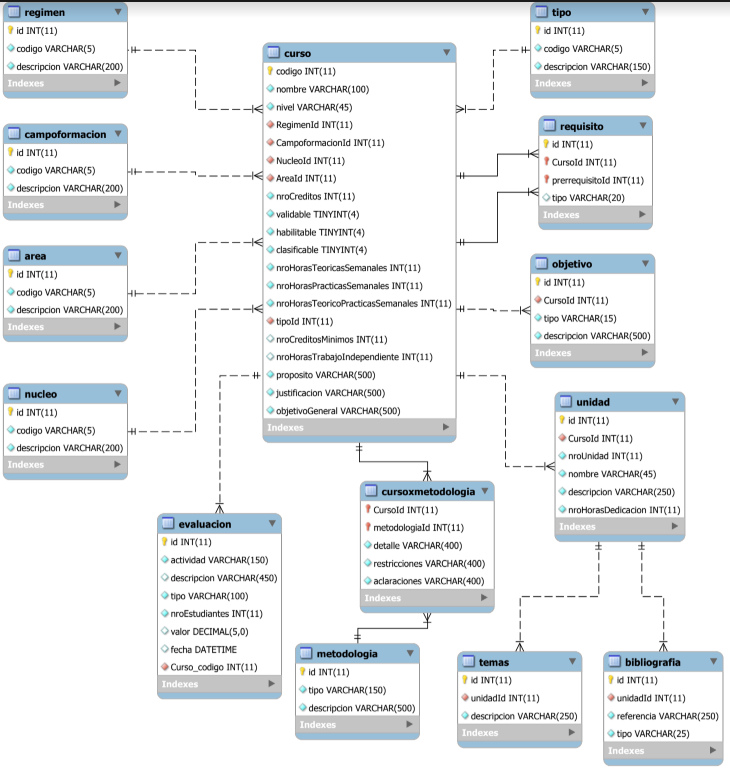 regimen
id INT(11)
codigo VARCHAR(5)
descripcion VARCHAR(200)
Indexes
campoformacion
id INT(11)
codigo VARCHAR(5)
descripcion VARCHAR(200)
Indexes
area
id INT(11)
codigo VARCHAR(5)
descripcion VARCHAR(200)
Indexes
nucleo
id INT(11)
codigo VARCHAR(5)
descripcion VARCHAR(200)
Indexes
curso
codigo INT(11)
nombre VARCHAR(100)
nivel VARCHAR(45)
RegimenId INT(11)
CampoformacionId INT(11)
NucleoId INT(11)
AreaId INT(11)
nroCreditos INT(11)
validable TINYINT(4)
habilitable TINYINT(4)
clasificable TINYINT(4)
nroHorasTeoricasSemanales INT(11)
nroHorasPracticasSemanales INT(11)
nroHorasTeoricoPracticasSemanales INT(11)
tipoId INT(11)
nroCreditosMinimos INT(11)
nroHorasTrabajoIndependiente INT(11)
proposito VARCHAR(500)
justificacion VARCHAR(500)
objetivoGeneral VARCHAR(500)
Indexes
tipo
id INT(11)
codigo VARCHAR(5)
descripcion VARCHAR(150)
Indexes
requisito
id INT(11)
CursoId INT(11)
prerrequisitoId INT(11)
tipo VARCHAR(20)
Indexes
objetivo
id INT(11)
CursoId INT(11)
tipo VARCHAR(15)
descripcion VARCHAR(500)
Indexes
unidad
id INT(11)
CursoId INT(11)
nroUnidad INT(11)
nombre VARCHAR(45)
descripcion VARCHAR(250)
nroHorasDedicacion INT(11)
Indexes
evaluacion
id INT(11)
actividad VARCHAR(150)
descripcion VARCHAR(450)
tipo VARCHAR(100)
nroEstudiantes INT(11)
valor DECIMAL(5,0)
fecha DATETIME
Curso_codigo INT(11)
Indexes
cursoxmetodologia
CursoId INT(11)
metodologiaId INT(11)
detalle VARCHAR(400)
restricciones VARCHAR(400)
aclaraciones VARCHAR(400)
Indexes
metodologia
id INT(11)
tipo VARCHAR(150)
descripcion VARCHAR(500)
Indexes
temas
id INT(11)
unidadId INT(11)
descripcion VARCHAR(250)
Indexes
bibliografia
id INT(11)
unidadId INT(11)
referencia VARCHAR(250)
tipo VARCHAR(25)
Indexes